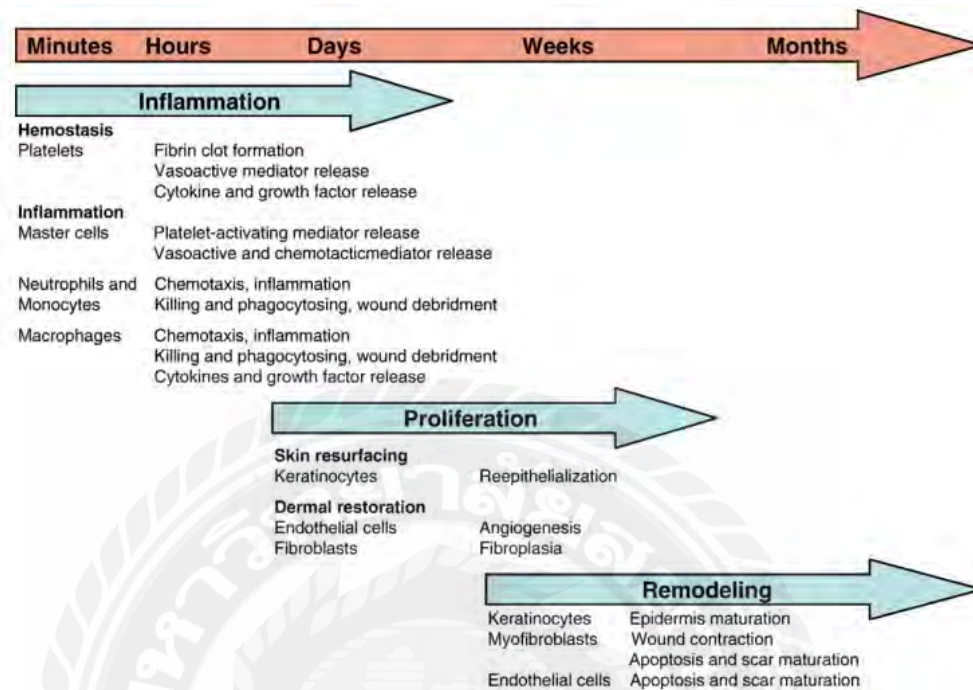 Minutes Hours Days Weeks Months
Inflammation
Hemostasis
Platelets Fibrin clot formation
Vasoactive mediator release
Cytokine and growth factor release
Inflammation
Master cells Platelet-activating mediator release
Vasoactive and chemotacticmediator release
Neutrophils and Chemotaxis, inflammation
Monocytes Killing and phagocytosing, wound debridment
Macrophages Chemotaxis, inflammation
Killing and phagocytosing, wound debridment
Cytokines and growth factor release
Proliferation
Skin resurfacing
Keratinocytes Reepithelialization
Dermal restoration
Endothelial cells Angiogenesis
Fibroblasts Fibroplasia
Remodeling
Keratinocytes Epidermis maturation
Myofibroblasts Wound contraction
Apoptosis and scar maturation
Endothelial cells Apoptosis and scar maturation